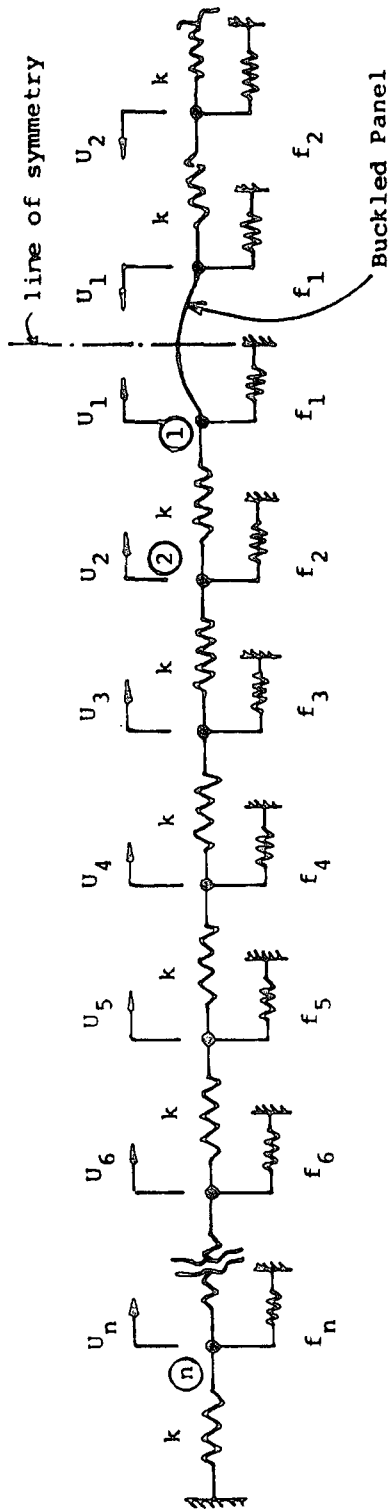 line of symmetry
Uₙ U₆ U₅ U₄ U₃ U₂ U₁ U₁ U₂
k ⓝ k k k ② k ① k k
fₙ f₆ f₅ f₄ f₃ f₂ f₁ f₁ f₂
Buckled Panel